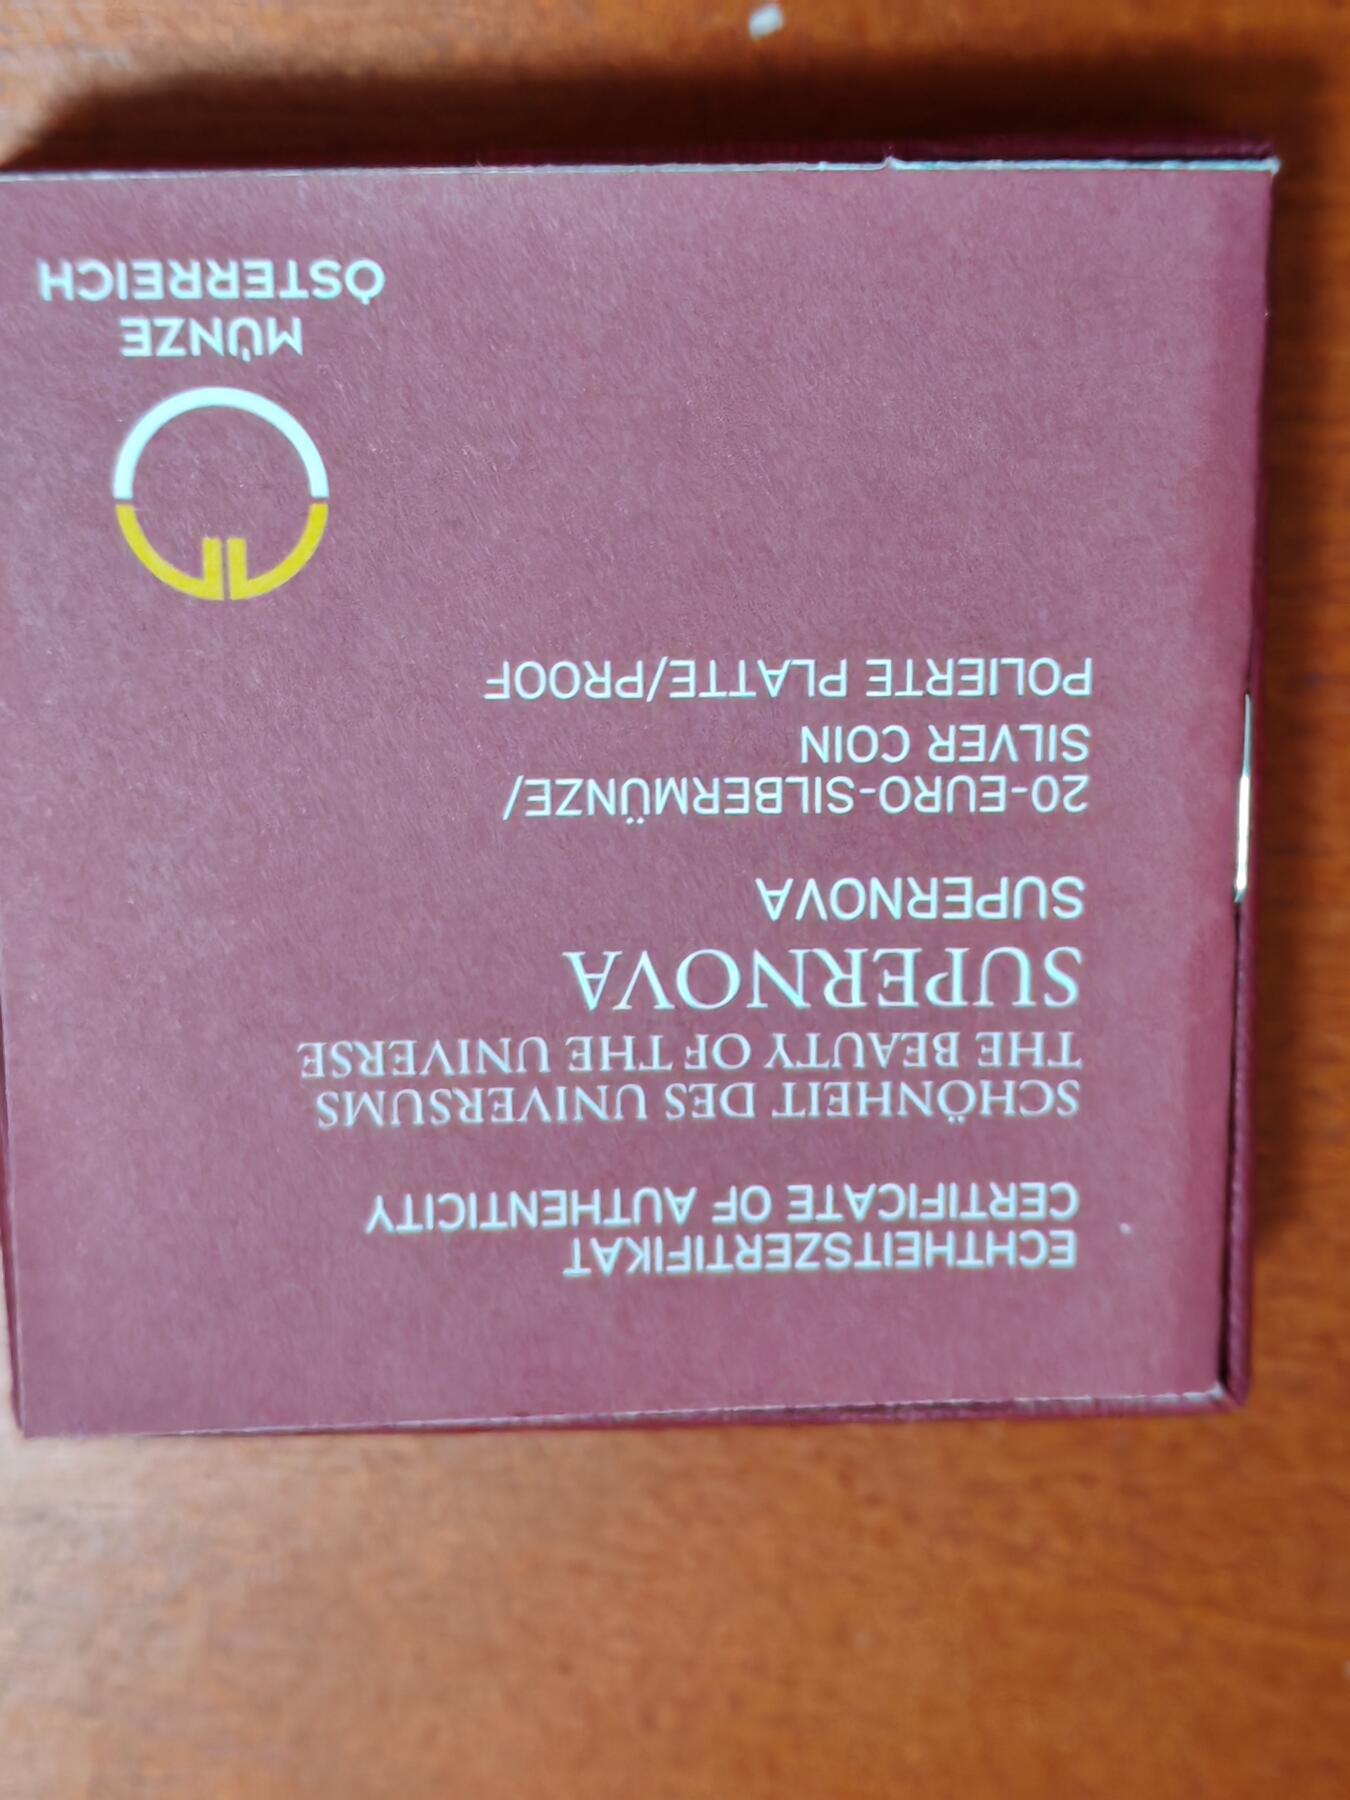 ECHTHEITSZERTIFIKAT
CERTIFICATE OF AUTHENTICITY
SCHÖNHEIT DES UNIVERSUMS
THE BEAUTY OF THE UNIVERSE
SUPERNOVA
SUPERNOVA
20-EURO-SILBERMÜNZE/
SILVER COIN
POLIERTE PLATTE/PROOF
MÜNZE
ÖSTERREICH